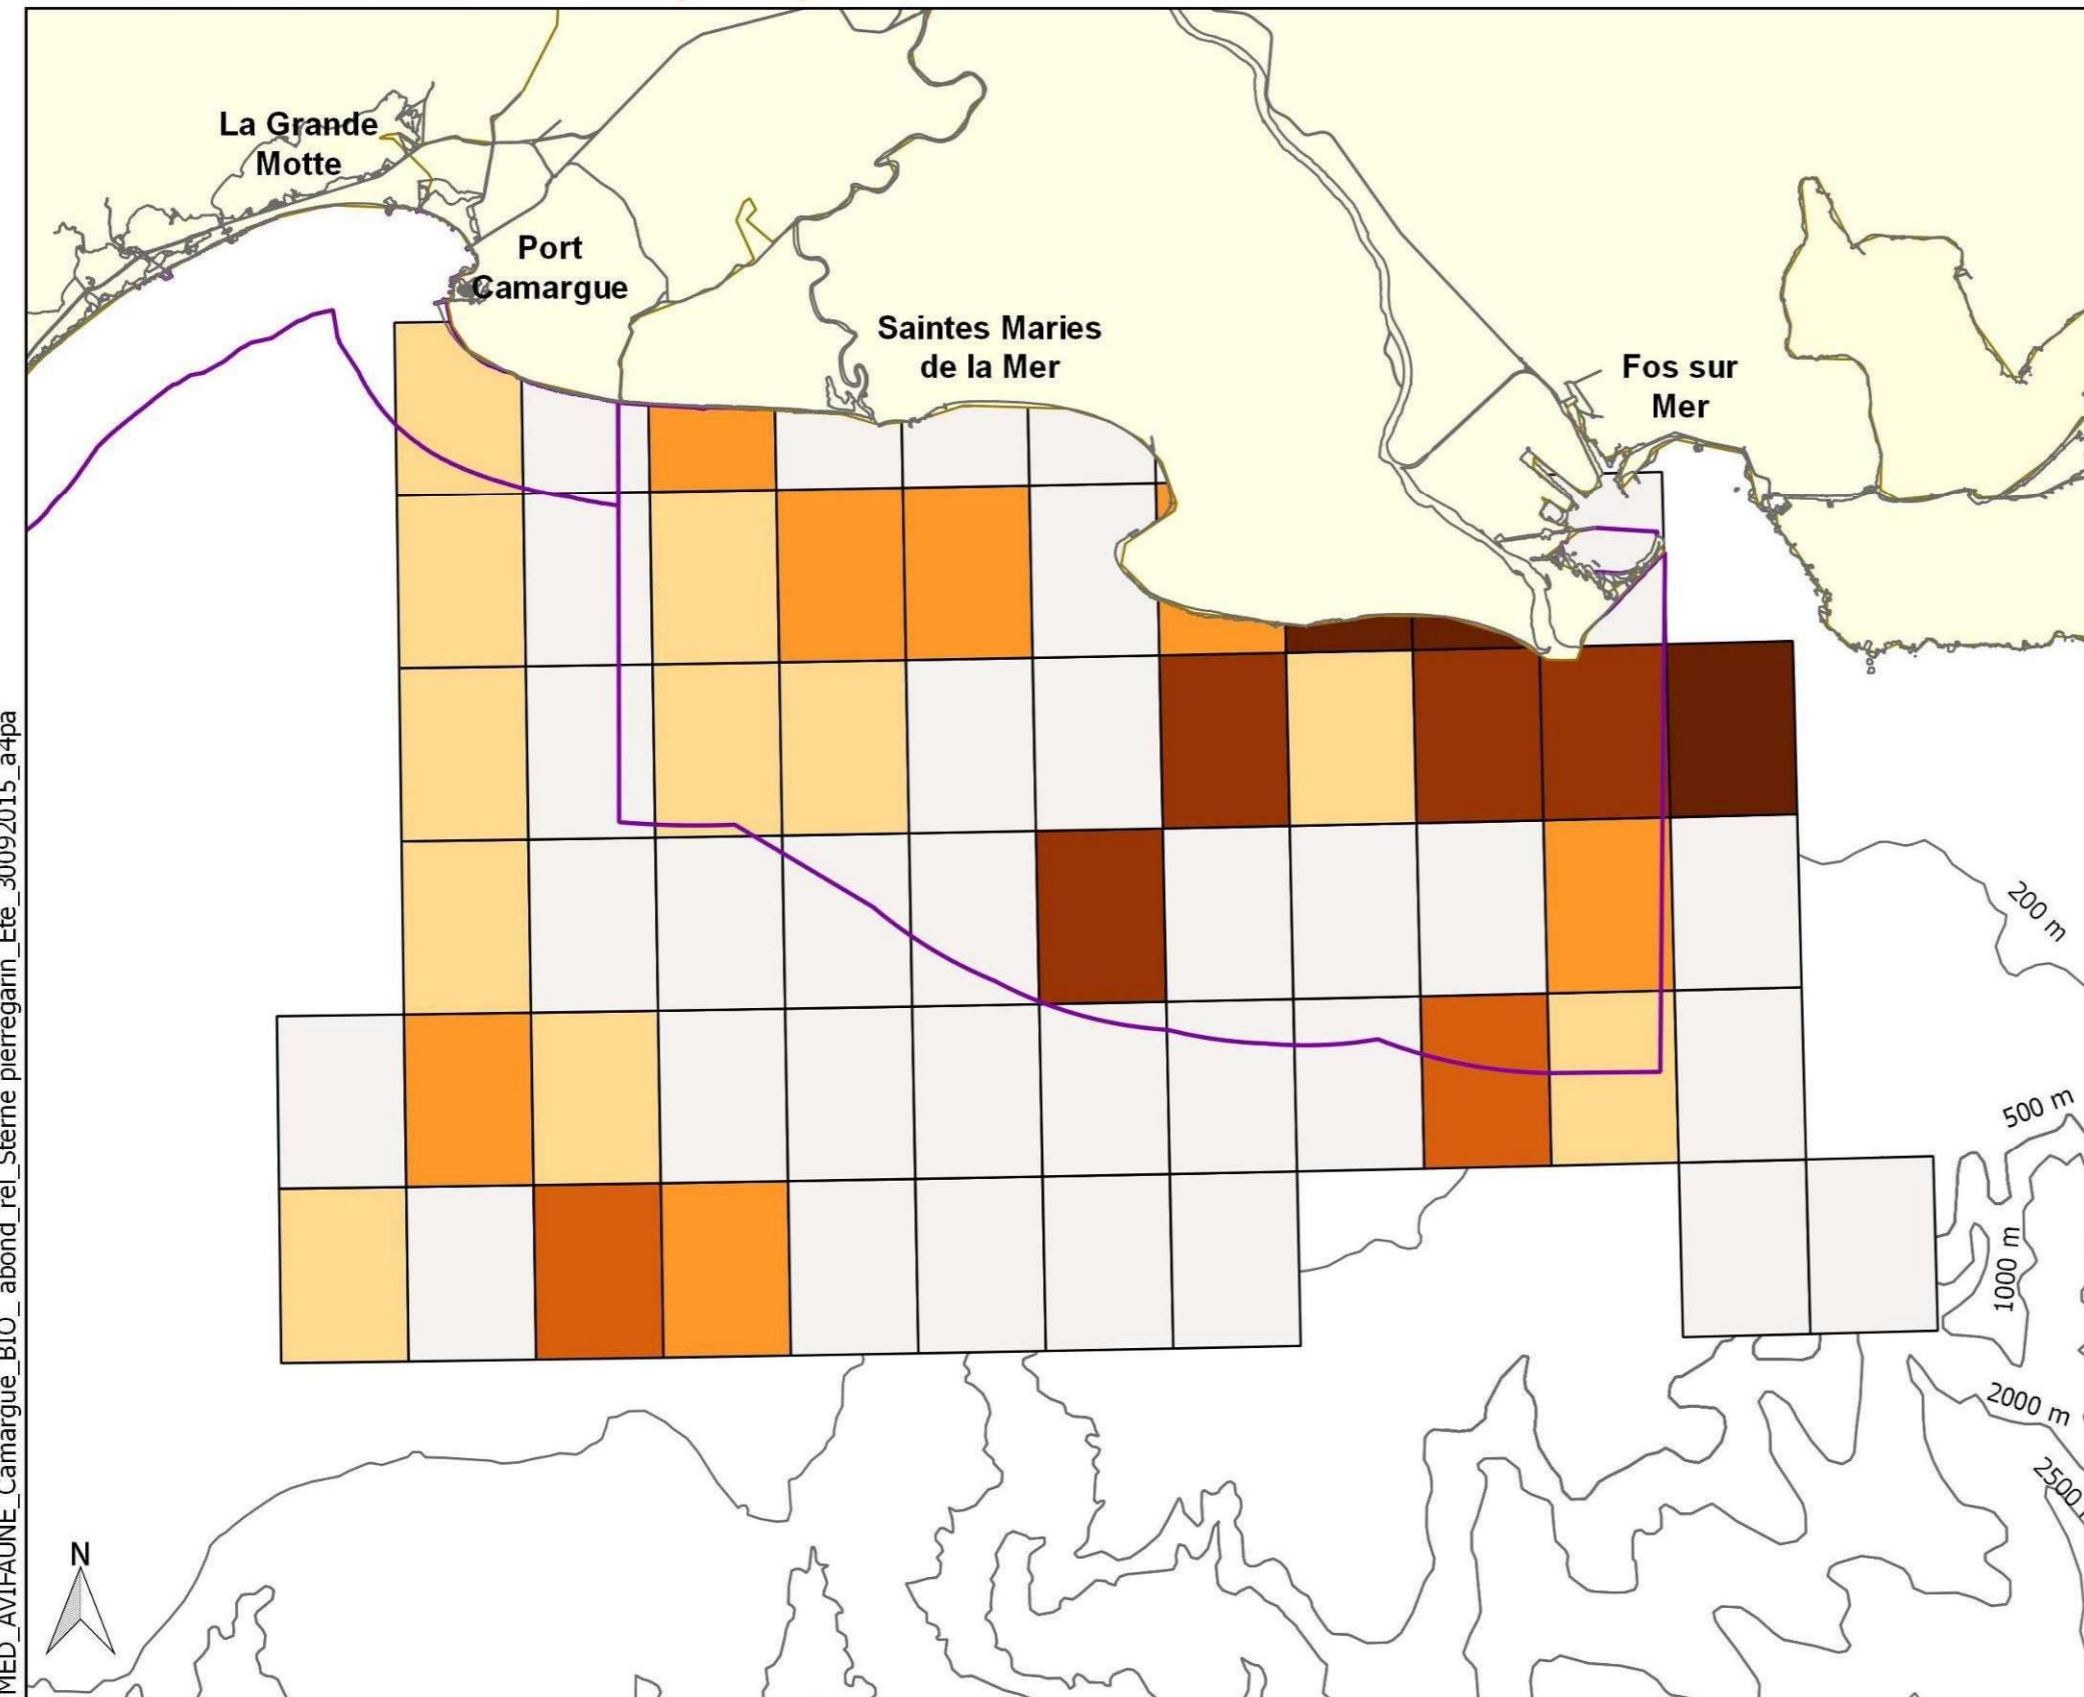 La Grande
Motte
Port
Camargue
Saintes Maries
de la Mer
Fos sur
Mer
200 m
500 m
1000 m
2000 m
2500
N
MED_AVIFAUNE_Camargue_BIO_abond_rel_Sterne pierregarin_Ete_30092015_a4pa